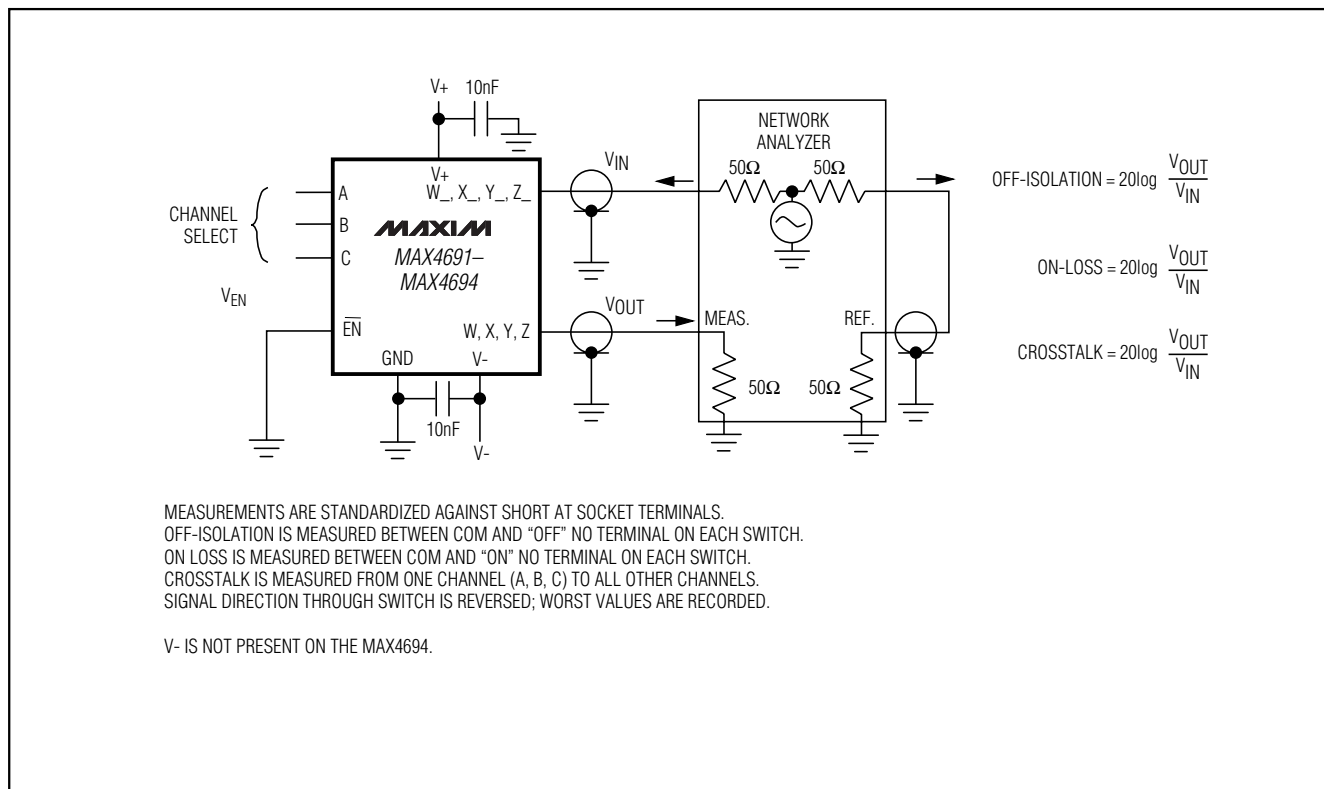 V+
10nF
V+
W_, X_, Y_, Z_
A
B
C
CHANNEL
SELECT
MAXIM
MAX4691–
MAX4694
VEN
EN
W, X, Y, Z
GND
V-
10nF
V-
VIN
VOUT
NETWORK
ANALYZER
50Ω
50Ω
MEAS.
REF.
50Ω
50Ω
OFF-ISOLATION = 20log VOUT
VIN
ON-LOSS = 20log VOUT
VIN
CROSSTALK = 20log VOUT
VIN
MEASUREMENTS ARE STANDARDIZED AGAINST SHORT AT SOCKET TERMINALS.
OFF-ISOLATION IS MEASURED BETWEEN COM AND “OFF” NO TERMINAL ON EACH SWITCH.
ON LOSS IS MEASURED BETWEEN COM AND “ON” NO TERMINAL ON EACH SWITCH.
CROSSTALK IS MEASURED FROM ONE CHANNEL (A, B, C) TO ALL OTHER CHANNELS.
SIGNAL DIRECTION THROUGH SWITCH IS REVERSED; WORST VALUES ARE RECORDED.
V- IS NOT PRESENT ON THE MAX4694.